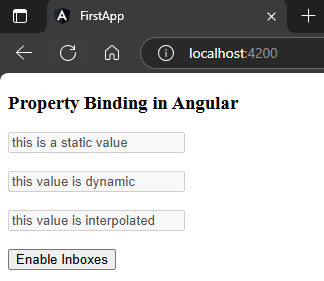 FirstApp
localhost:4200
Property Binding in Angular
this is a static value
this value is dynamic
this value is interpolated
Enable Inboxes